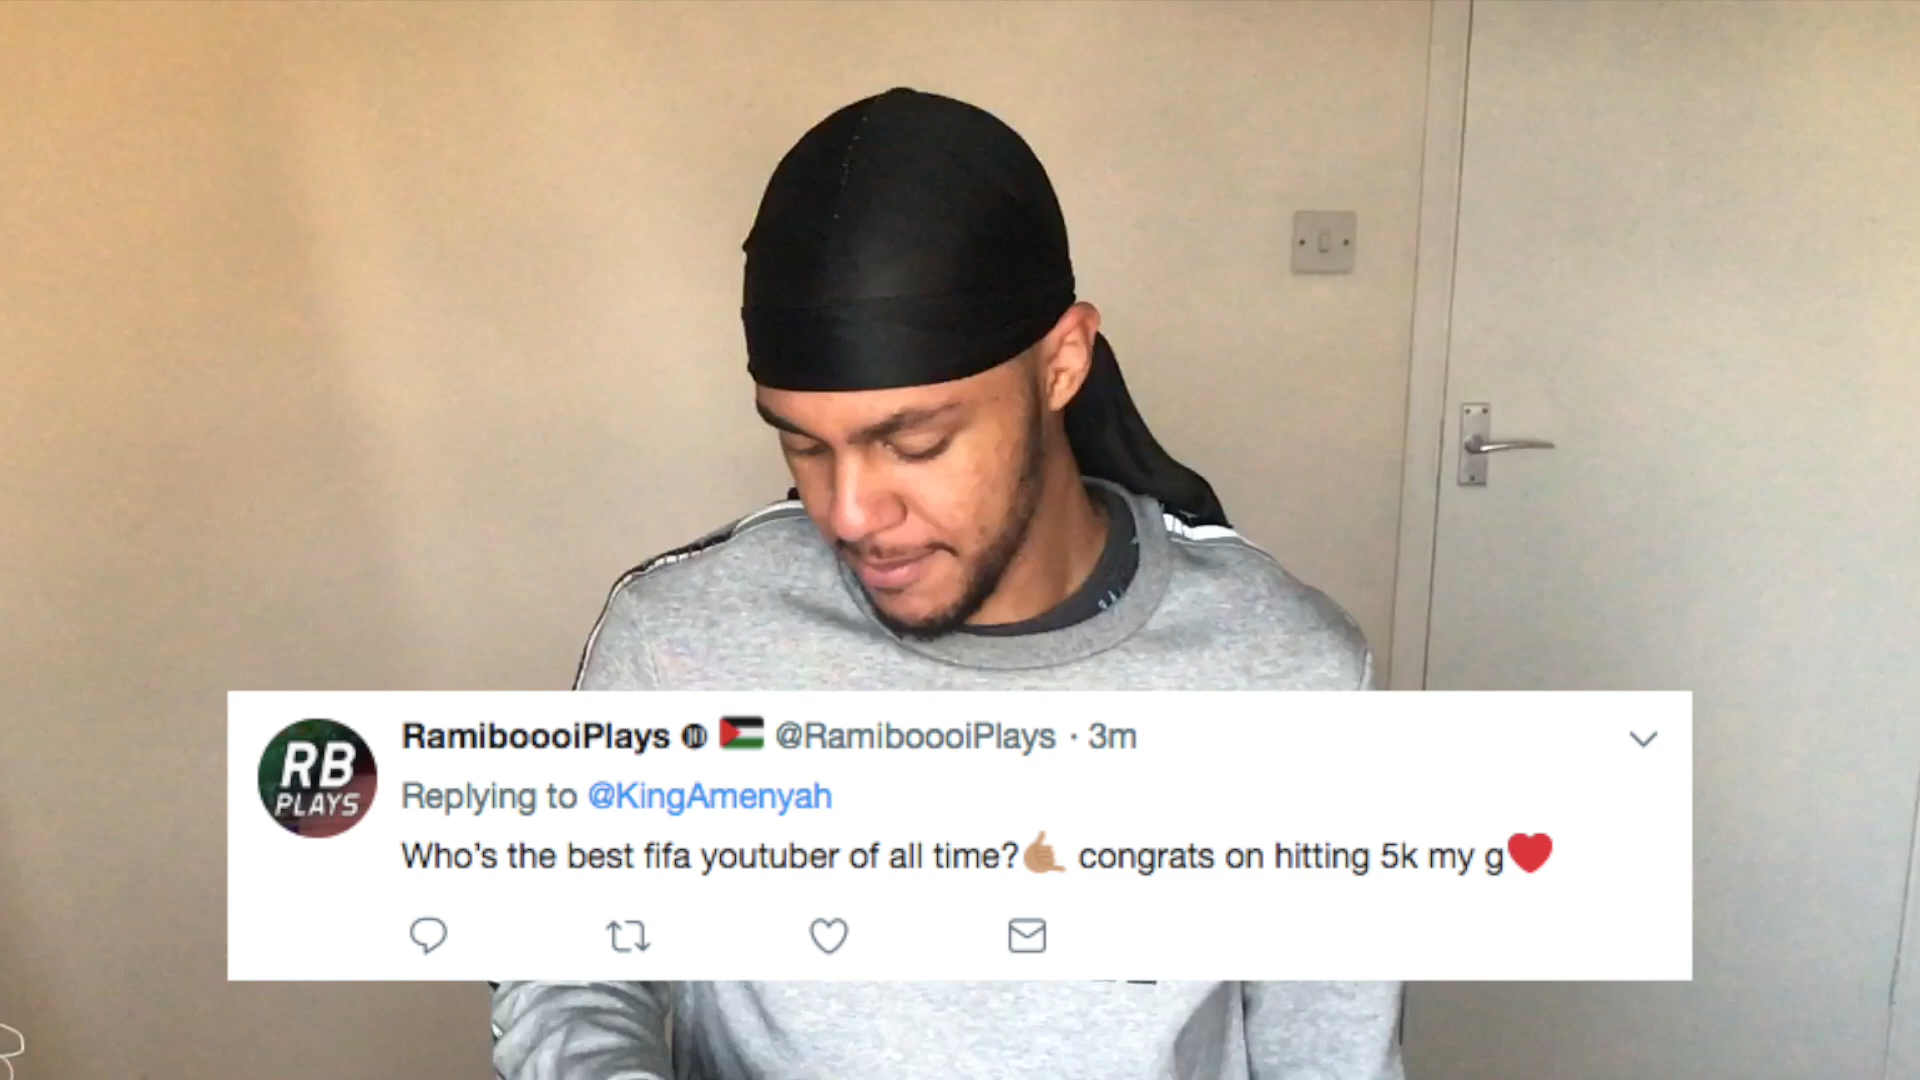 RB
PLAYS
RamiboooiPlays 🇵🇸 @RamiboooiPlays · 3m
Replying to @KingAmenyah
Who's the best fifa youtuber of all time?🤙🏽 congrats on hitting 5k my g❤️